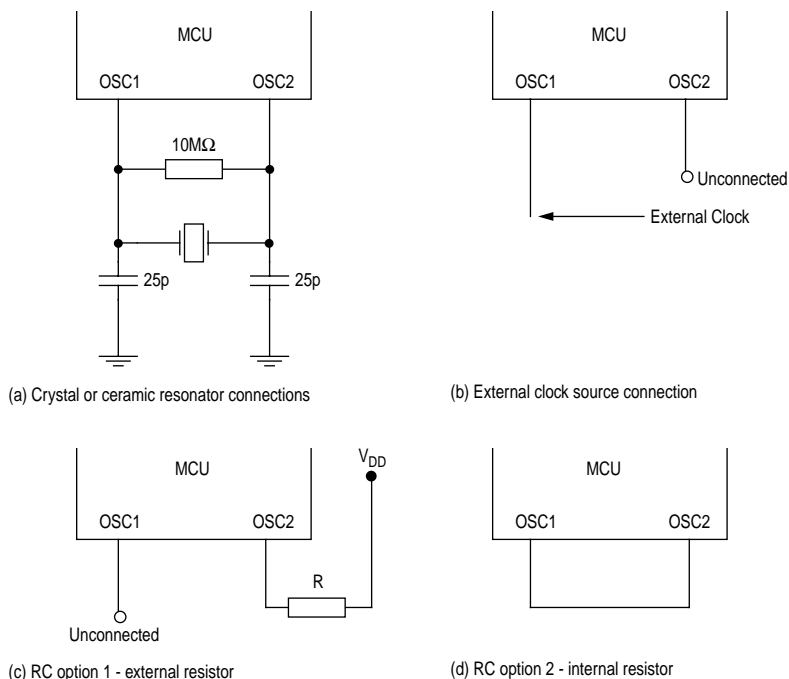 MCU
OSC1 OSC2
10MΩ
25p 25p
(a) Crystal or ceramic resonator connections
MCU
OSC1 OSC2
Unconnected
External Clock
(b) External clock source connection
MCU
OSC1 OSC2
VDD
R
Unconnected
(c) RC option 1 - external resistor
MCU
OSC1 OSC2
(d) RC option 2 - internal resistor